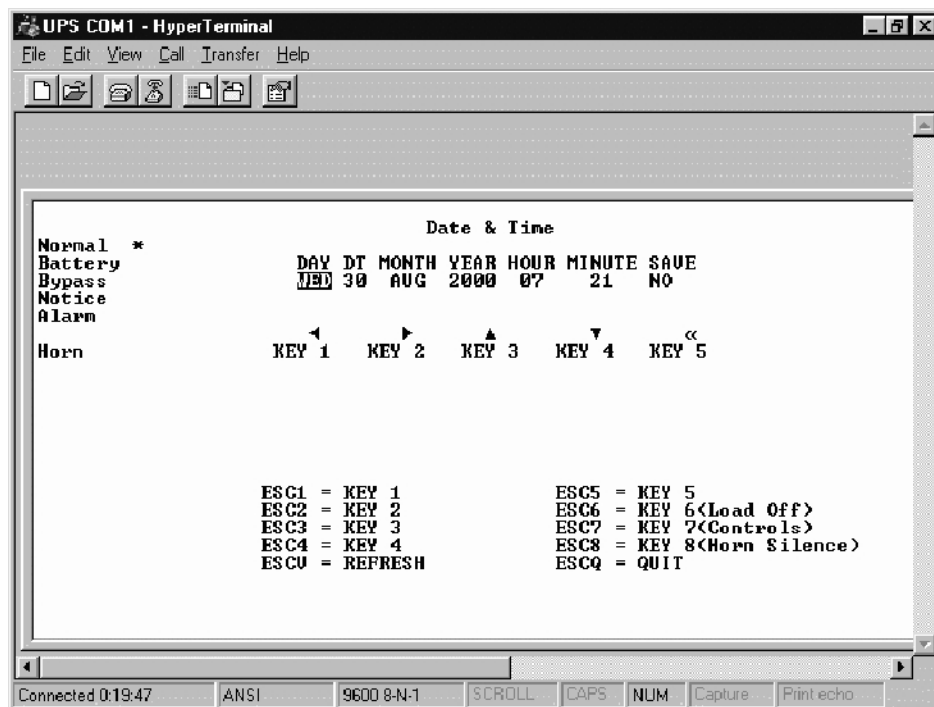 UPS COM1 - HyperTerminal
File Edit View Call Transfer Help
Date & Time
Normal *
Battery DAY DT MONTH YEAR HOUR MINUTE SAVE
Bypass WED 30 AUG 2000 07 21 NO
Notice
Alarm
◄ ► ▲ ▼ «
Horn KEY 1 KEY 2 KEY 3 KEY 4 KEY 5
ESC1 = KEY 1 ESC5 = KEY 5
ESC2 = KEY 2 ESC6 = KEY 6(Load Off)
ESC3 = KEY 3 ESC7 = KEY 7(Controls)
ESC4 = KEY 4 ESC8 = KEY 8(Horn Silence)
ESCV = REFRESH ESCQ = QUIT
Connected 0:19:47 ANSI 9600 8-N-1 SCROLL CAPS NUM Capture Print echo